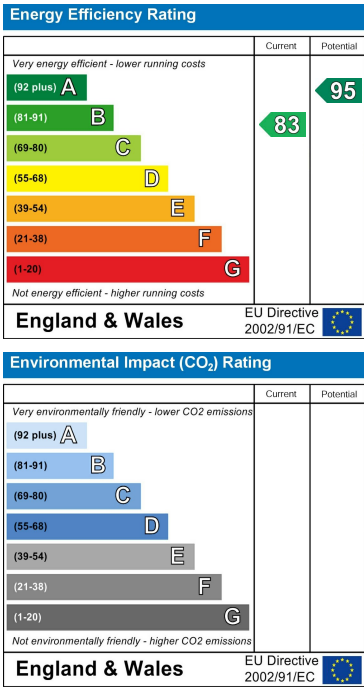 Energy Efficiency Rating
Current Potential
Very energy efficient - lower running costs
(92 plus) A
95
(81-91) B
83
(69-80) C
(55-68) D
(39-54) E
(21-38) F
(1-20) G
Not energy efficient - higher running costs
England & Wales
EU Directive
2002/91/EC
Environmental Impact (CO₂) Rating
Current Potential
Very environmentally friendly - lower CO2 emissions
(92 plus) A
(81-91) B
(69-80) C
(55-68) D
(39-54) E
(21-38) F
(1-20) G
Not environmentally friendly - higher CO2 emissions
England & Wales
EU Directive
2002/91/EC